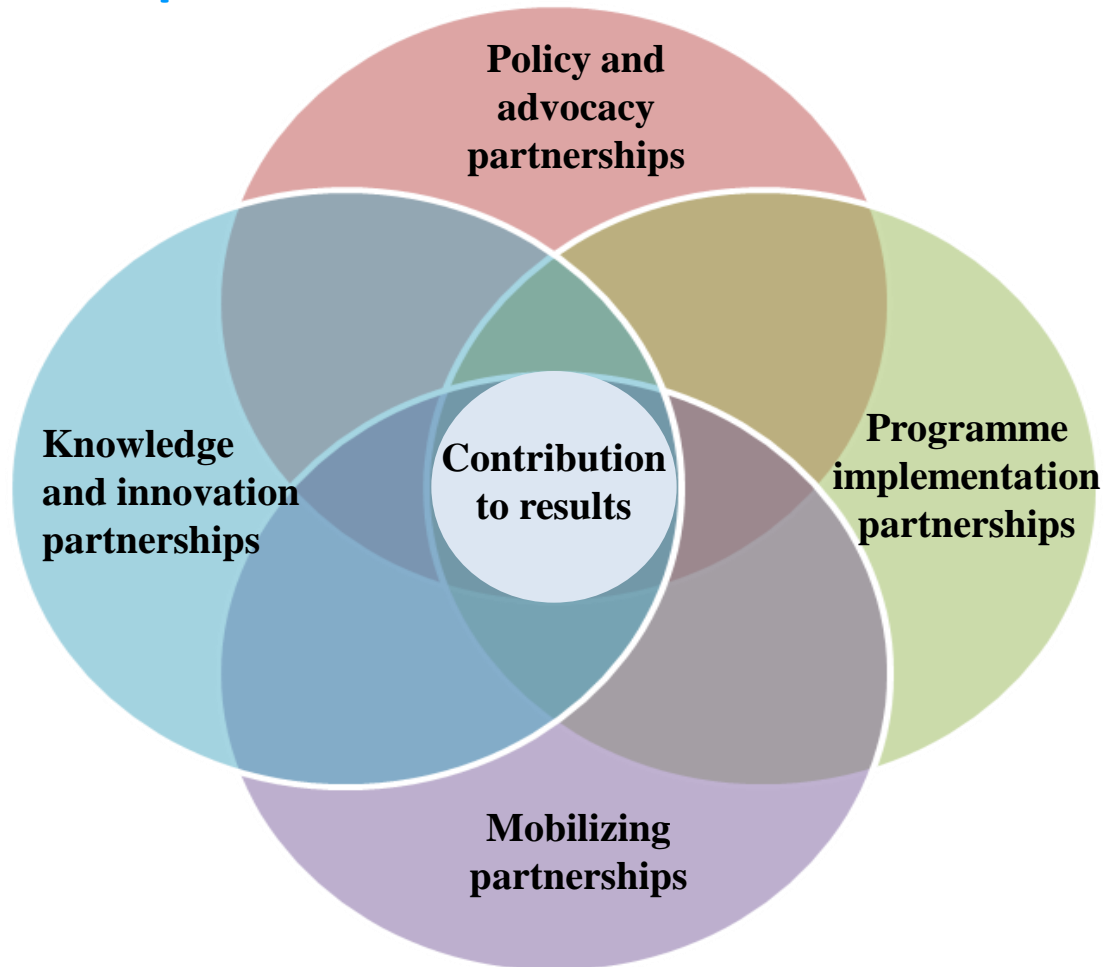 Policy and
advocacy
partnerships
Knowledge
and innovation
partnerships
Contribution
to results
Programme
implementation
partnerships
Mobilizing
partnerships